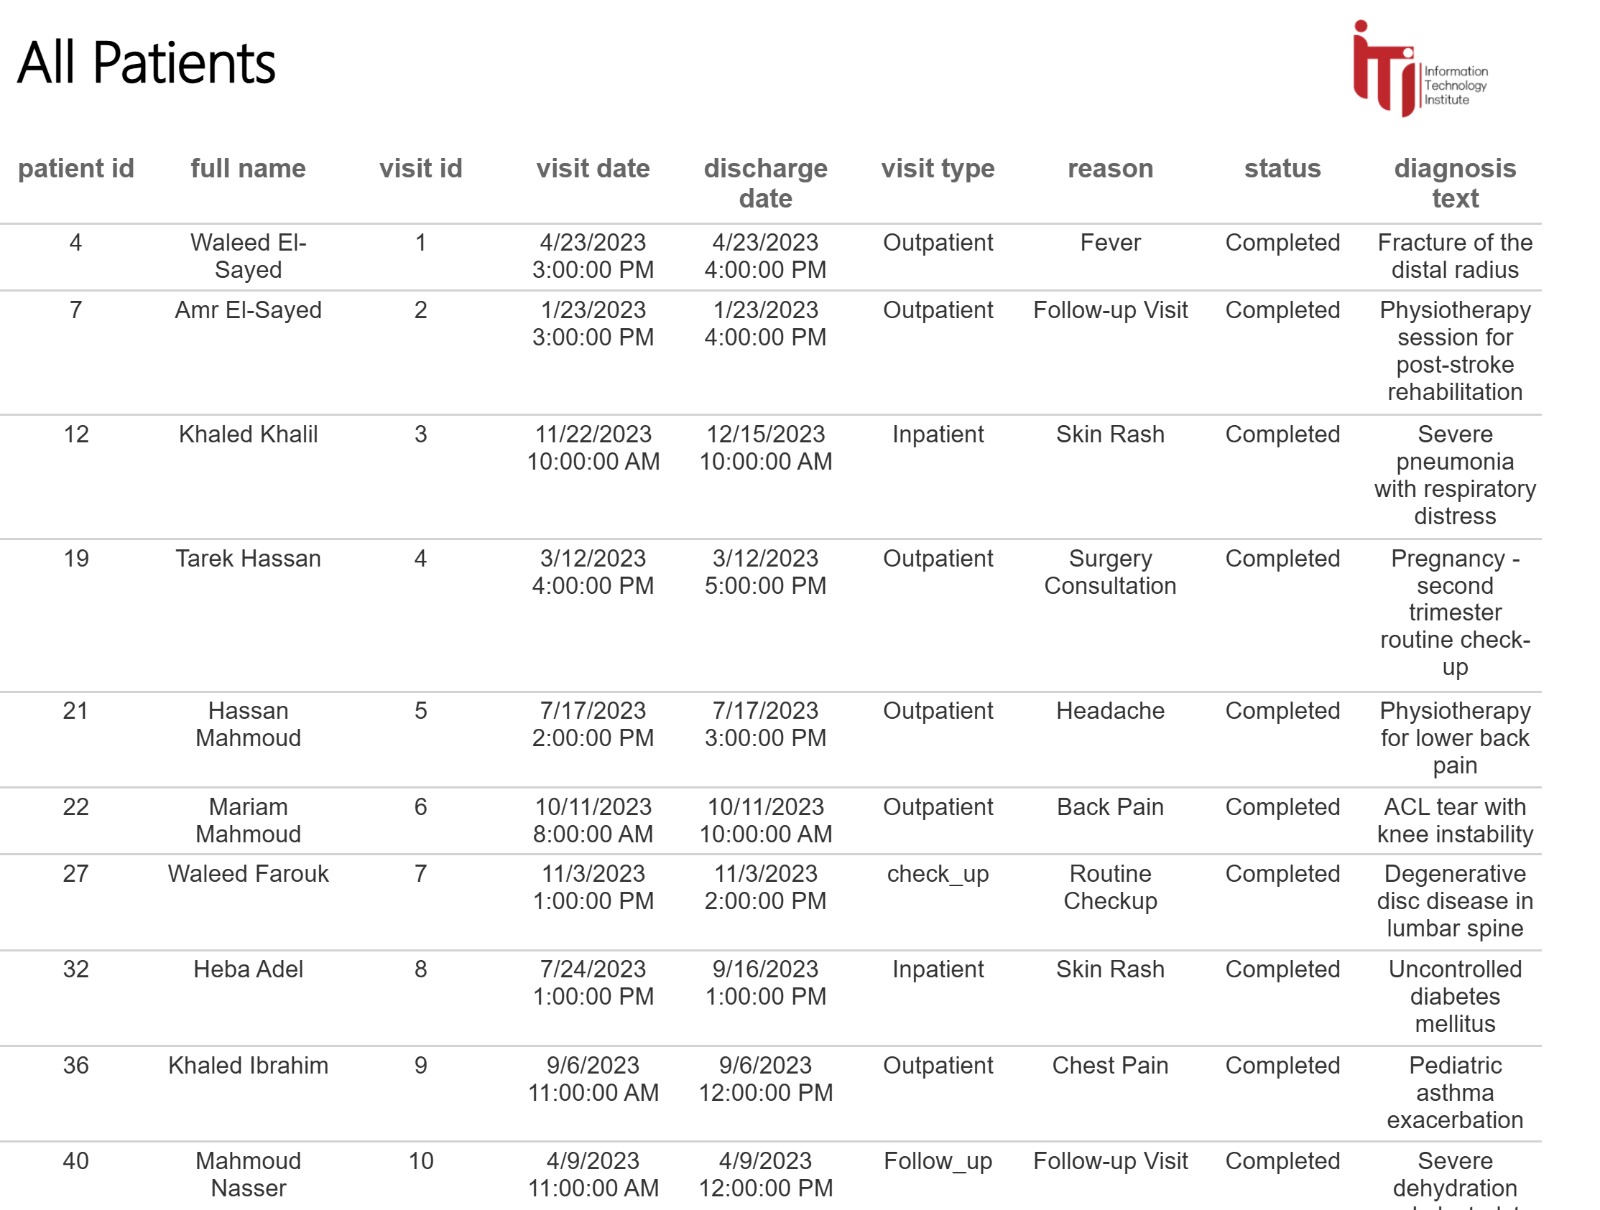 All Patients
iTi Information
Technology
Institute
patient id full name visit id visit date discharge date visit type reason status diagnosis text
4 Waleed El-Sayed 1 4/23/2023 3:00:00 PM 4/23/2023 4:00:00 PM Outpatient Fever Completed Fracture of the distal radius
7 Amr El-Sayed 2 1/23/2023 3:00:00 PM 1/23/2023 4:00:00 PM Outpatient Follow-up Visit Completed Physiotherapy session for post-stroke rehabilitation
12 Khaled Khalil 3 11/22/2023 10:00:00 AM 12/15/2023 10:00:00 AM Inpatient Skin Rash Completed Severe pneumonia with respiratory distress
19 Tarek Hassan 4 3/12/2023 4:00:00 PM 3/12/2023 5:00:00 PM Outpatient Surgery Consultation Completed Pregnancy - second trimester routine check-up
21 Hassan Mahmoud 5 7/17/2023 2:00:00 PM 7/17/2023 3:00:00 PM Outpatient Headache Completed Physiotherapy for lower back pain
22 Mariam Mahmoud 6 10/11/2023 8:00:00 AM 10/11/2023 10:00:00 AM Outpatient Back Pain Completed ACL tear with knee instability
27 Waleed Farouk 7 11/3/2023 1:00:00 PM 11/3/2023 2:00:00 PM check_up Routine Checkup Completed Degenerative disc disease in lumbar spine
32 Heba Adel 8 7/24/2023 1:00:00 PM 9/16/2023 1:00:00 PM Inpatient Skin Rash Completed Uncontrolled diabetes mellitus
36 Khaled Ibrahim 9 9/6/2023 11:00:00 AM 9/6/2023 12:00:00 PM Outpatient Chest Pain Completed Pediatric asthma exacerbation
40 Mahmoud Nasser 10 4/9/2023 11:00:00 AM 4/9/2023 12:00:00 PM Follow_up Follow-up Visit Completed Severe dehydration